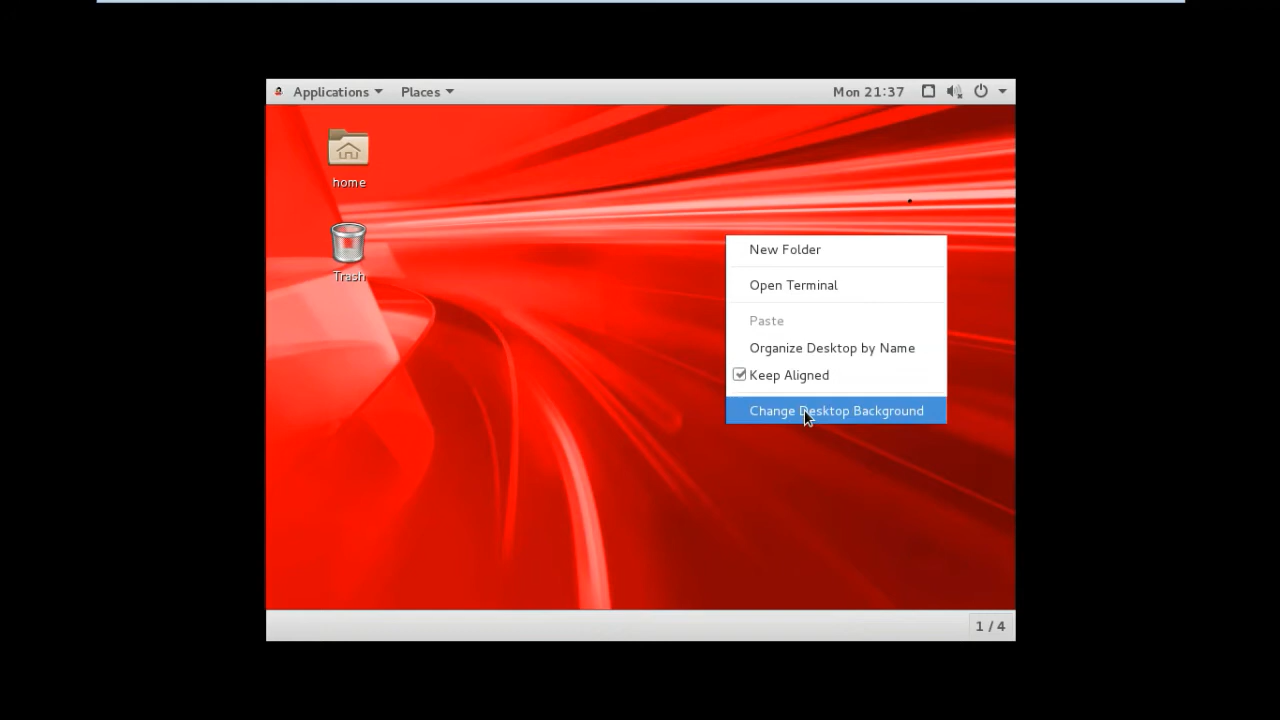 Applications Places Mon 21:37
home
Trash
New Folder
Open Terminal
Paste
Organize Desktop by Name
Keep Aligned
Change Desktop Background
1 / 4